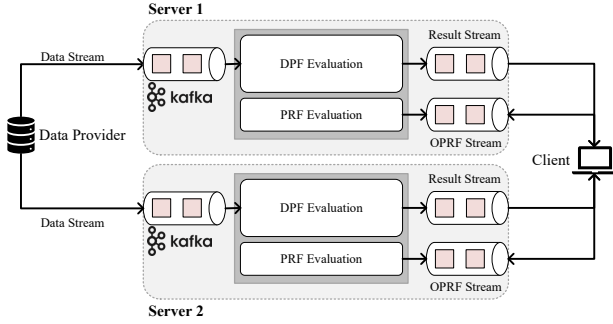 Server 1
Data Stream
kafka
DPF Evaluation
PRF Evaluation
Result Stream
OPRF Stream
Data Provider
Client
Data Stream
kafka
DPF Evaluation
PRF Evaluation
Result Stream
OPRF Stream
Server 2